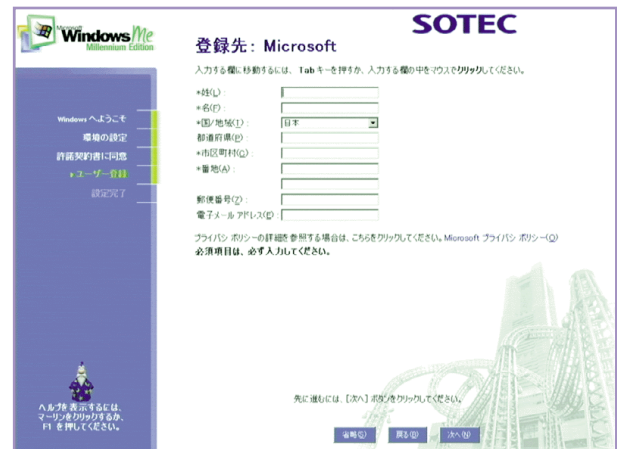 Microsoft
Windows Me
Millennium Edition
SOTEC
登録先: Microsoft
入力する欄に移動するには、Tab キーを押すか、入力する欄の中をマウスでクリックしてください。
*姓(L):
*名(F):
*国/地域(T):
日本
都道府県(P):
*市区町村(C):
*番地(A):
郵便番号(Z):
電子メール アドレス(E):
プライバシ ポリシーの詳細を参照する場合は、こちらをクリックしてください。Microsoft プライバシ ポリシー(O)
必須項目は、必ず入力してください。
Windows へようこそ
環境の設定
許諾契約書に同意
ユーザー登録
設定完了
ヘルプを表示するには、
マーリンをクリックするか、
F1 を押してください。
先に進むには、[次へ] ボタンをクリックしてください。
省略(S)
戻る(B)
次へ(N)